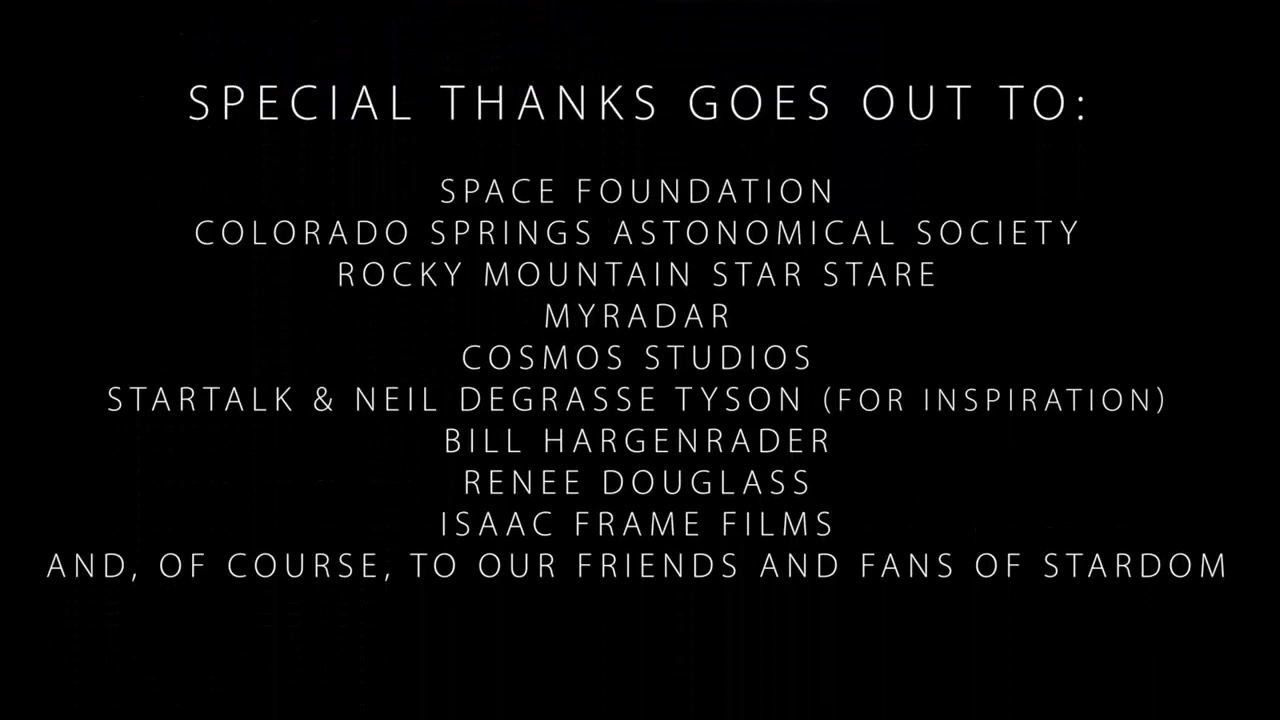 SPECIAL THANKS GOES OUT TO:
SPACE FOUNDATION
COLORADO SPRINGS ASTONOMICAL SOCIETY
ROCKY MOUNTAIN STAR STARE
MYRADAR
COSMOS STUDIOS
STARTALK & NEIL DEGRASSE TYSON (FOR INSPIRATION)
BILL HARGENRADER
RENEE DOUGLASS
ISAAC FRAME FILMS
AND, OF COURSE, TO OUR FRIENDS AND FANS OF STARDOM